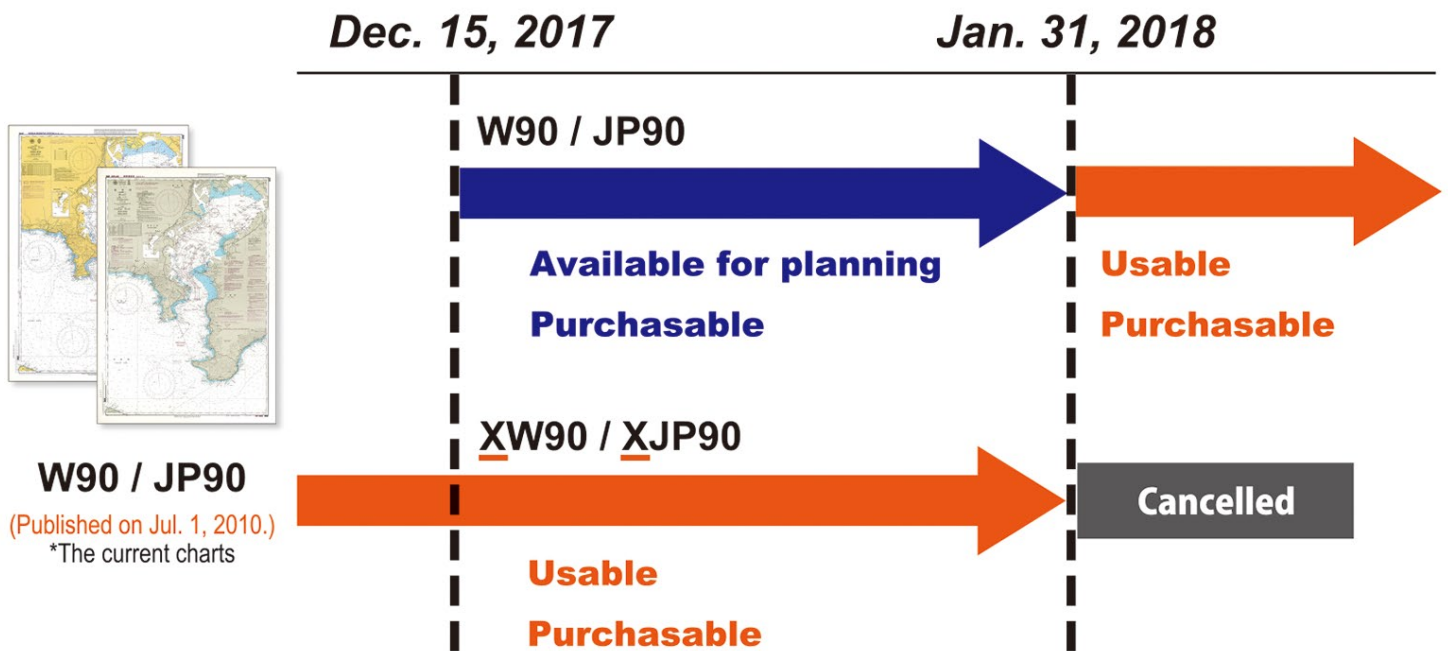 Dec. 15, 2017
Jan. 31, 2018
W90 / JP90
Available for planning
Purchasable
Usable
Purchasable
XW90 / XJP90
W90 / JP90
(Published on Jul. 1, 2010.)
*The current charts
Cancelled
Usable
Purchasable